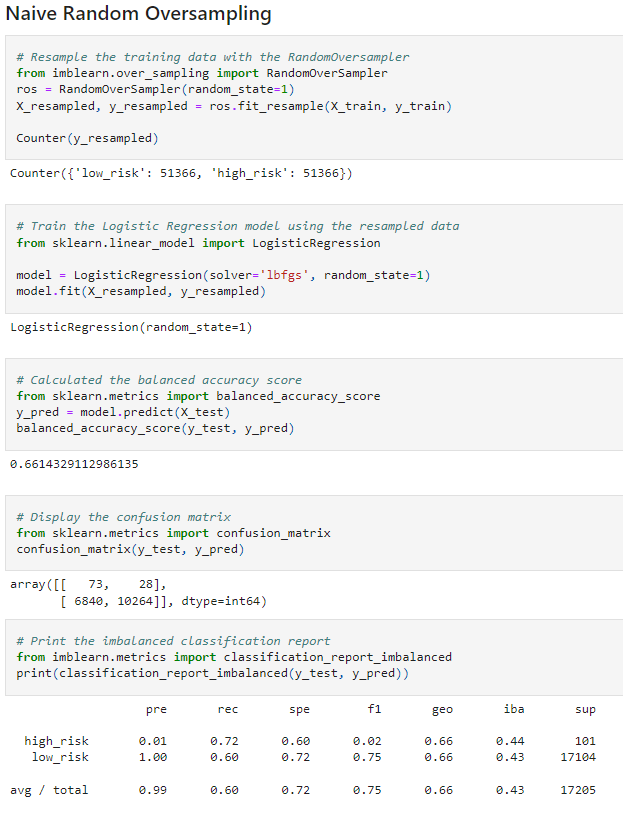 Naive Random Oversampling
# Resample the training data with the RandomOversampler
from imblearn.over_sampling import RandomOverSampler
ros = RandomOverSampler(random_state=1)
X_resampled, y_resampled = ros.fit_resample(X_train, y_train)
Counter(y_resampled)
Counter({'low_risk': 51366, 'high_risk': 51366})
# Train the Logistic Regression model using the resampled data
from sklearn.linear_model import LogisticRegression
model = LogisticRegression(solver='lbfgs', random_state=1)
model.fit(X_resampled, y_resampled)
LogisticRegression(random_state=1)
# Calculated the balanced accuracy score
from sklearn.metrics import balanced_accuracy_score
y_pred = model.predict(X_test)
balanced_accuracy_score(y_test, y_pred)
0.6614329112986135
# Display the confusion matrix
from sklearn.metrics import confusion_matrix
confusion_matrix(y_test, y_pred)
array([[   73,    28],
       [ 6840, 10264]], dtype=int64)
# Print the imbalanced classification report
from imblearn.metrics import classification_report_imbalanced
print(classification_report_imbalanced(y_test, y_pred))
                   pre       rec       spe        f1       geo       iba       sup
  high_risk       0.01      0.72      0.60      0.02      0.66      0.44       101
   low_risk       1.00      0.60      0.72      0.75      0.66      0.43     17104
avg / total       0.99      0.60      0.72      0.75      0.66      0.43     17205